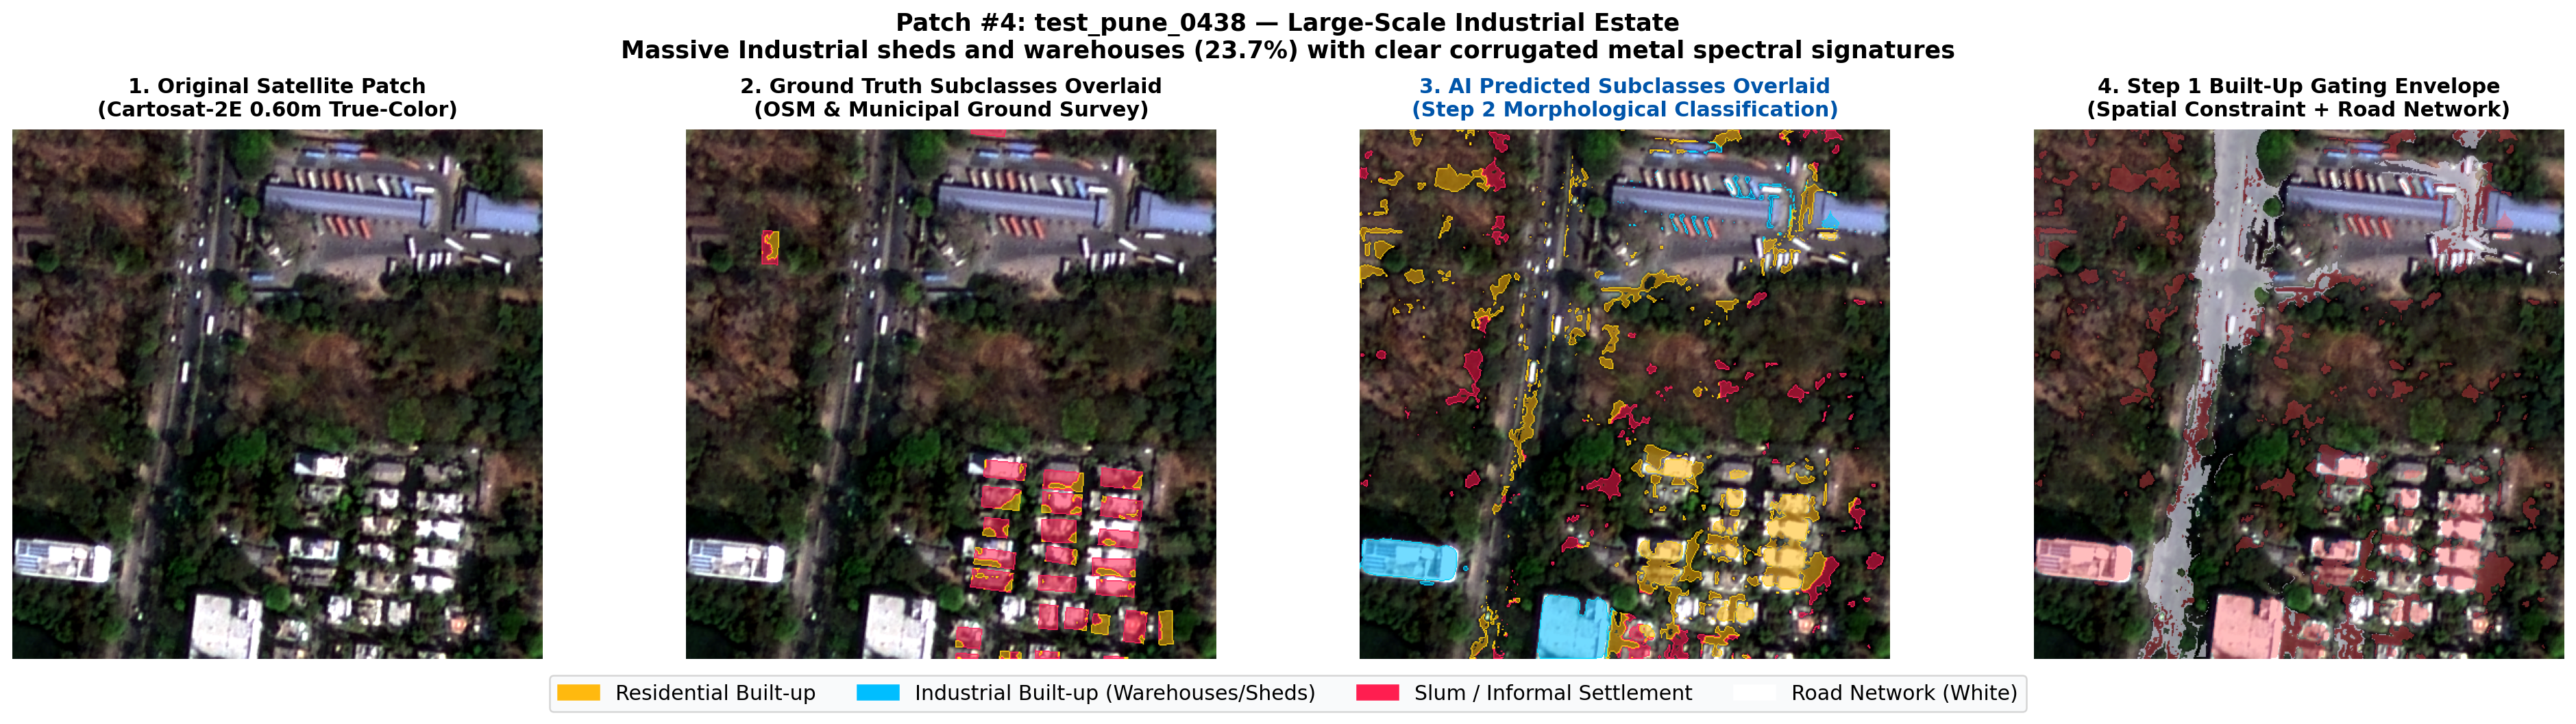 Patch #4: test_pune_0438 — Large-Scale Industrial Estate
Massive Industrial sheds and warehouses (23.7%) with clear corrugated metal spectral signatures
1. Original Satellite Patch
(Cartosat-2E 0.60m True-Color)
2. Ground Truth Subclasses Overlaid
(OSM & Municipal Ground Survey)
3. AI Predicted Subclasses Overlaid
(Step 2 Morphological Classification)
4. Step 1 Built-Up Gating Envelope
(Spatial Constraint + Road Network)
Residential Built-up
Industrial Built-up (Warehouses/Sheds)
Slum / Informal Settlement
Road Network (White)